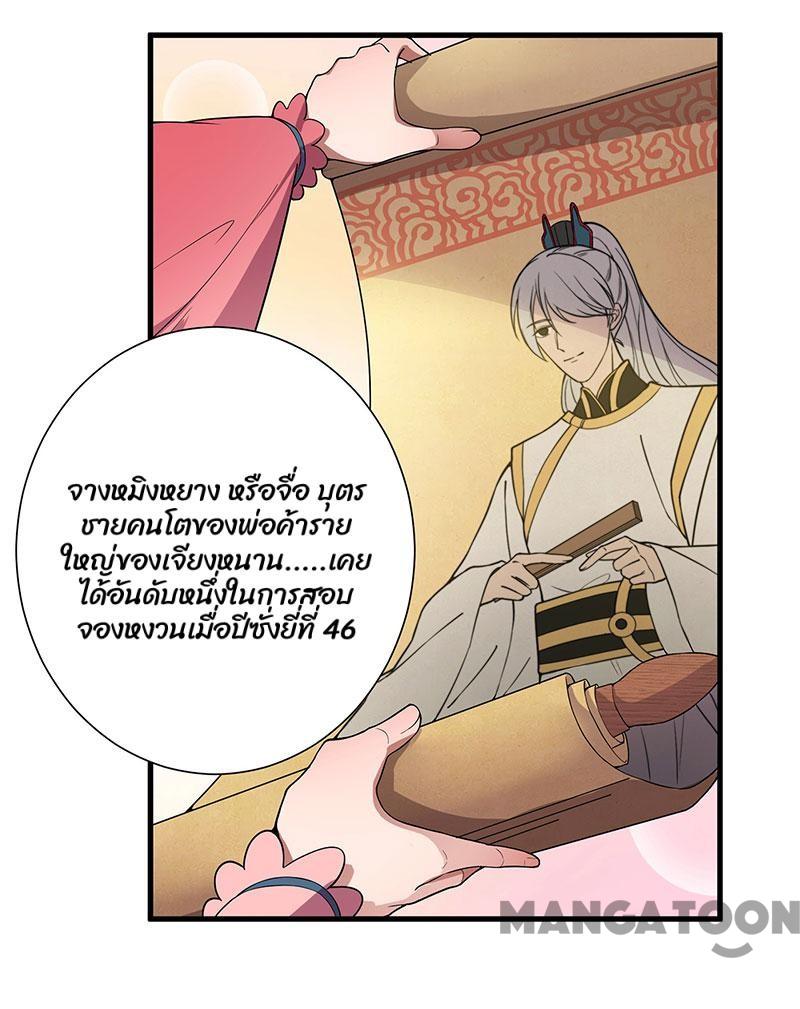 จางหมิงหยาง หรือจื่อ บุตร
ชายคนโตของพ่อค้าราย
ใหญ่ของเจียงหนาน.....เคย
ได้อันดับหนึ่งในการสอบ
จองหงวนเมื่อปีซั่งยี่ที่ 46
MANGATOON